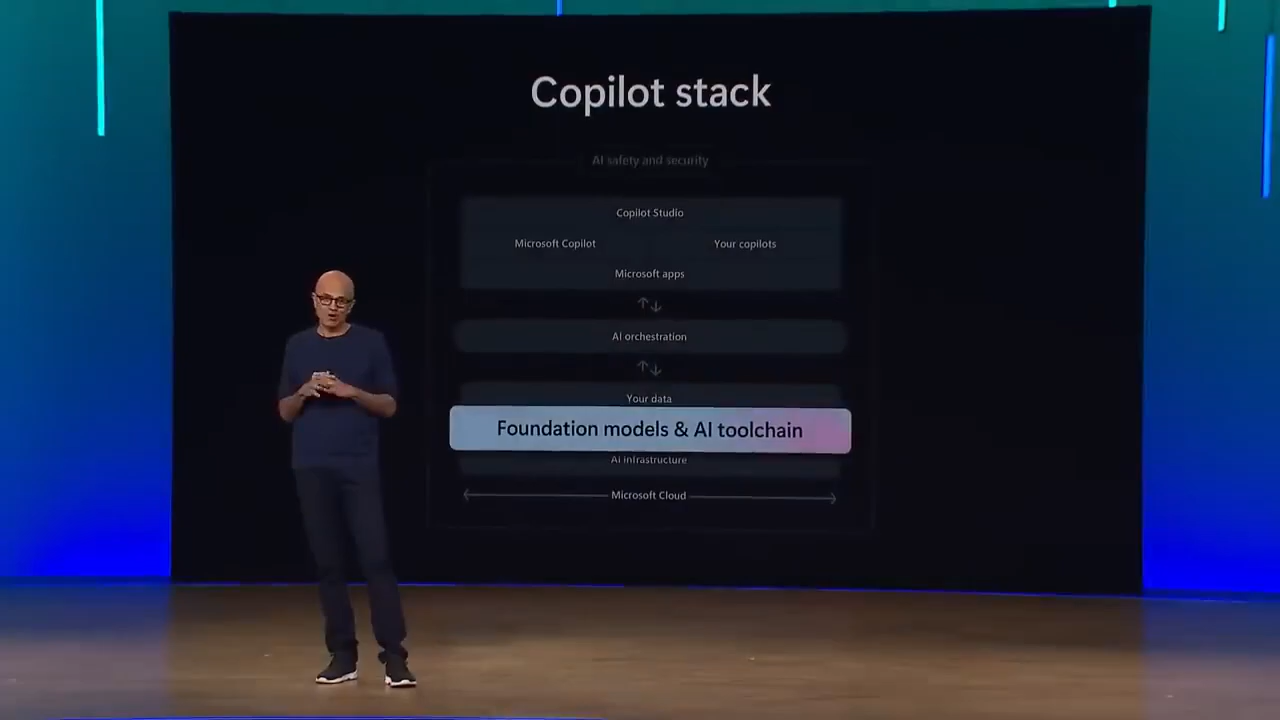 Copilot stack
AI safety and security
Copilot Studio
Microsoft Copilot
Your copilots
Microsoft apps
AI orchestration
Your data
Foundation models & AI toolchain
AI infrastructure
Microsoft Cloud